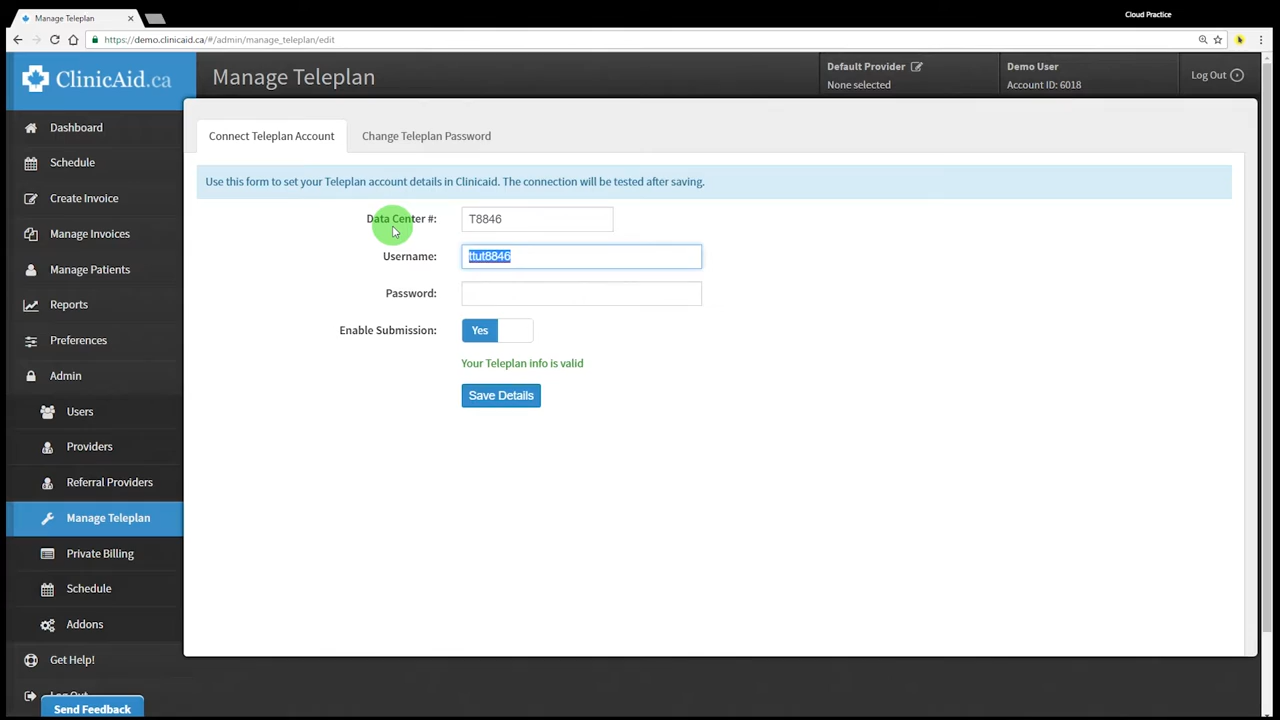 Cloud Practice
Manage Teleplan
https://demo.clinicaid.ca/#/admin/manage_teleplan/edit
ClinicAid.ca
Manage Teleplan
Default Provider
None selected
Demo User
Account ID: 6018
Log Out
Dashboard
Schedule
Create Invoice
Manage Invoices
Manage Patients
Reports
Preferences
Admin
Users
Providers
Referral Providers
Manage Teleplan
Private Billing
Schedule
Addons
Get Help!
Log Out
Send Feedback
Connect Teleplan Account
Change Teleplan Password
Use this form to set your Teleplan account details in Clinicaid. The connection will be tested after saving.
Data Center #: T8846
Username: ttut8846
Password:
Enable Submission: Yes
Your Teleplan info is valid
Save Details